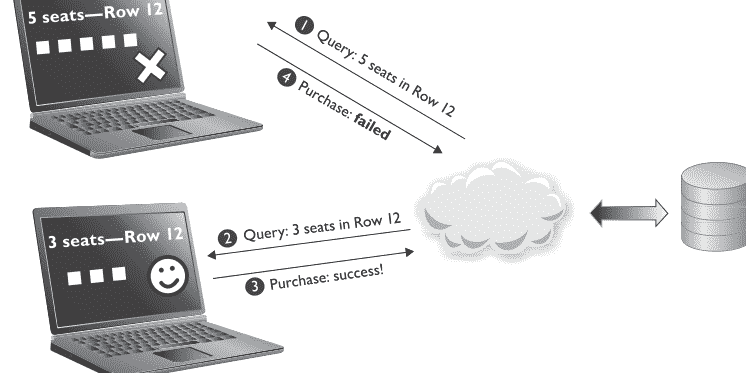 5 seats—Row 12
1 Query: 5 seats in Row 12
4 Purchase: failed
3 seats—Row 12
2 Query: 3 seats in Row 12
3 Purchase: success!